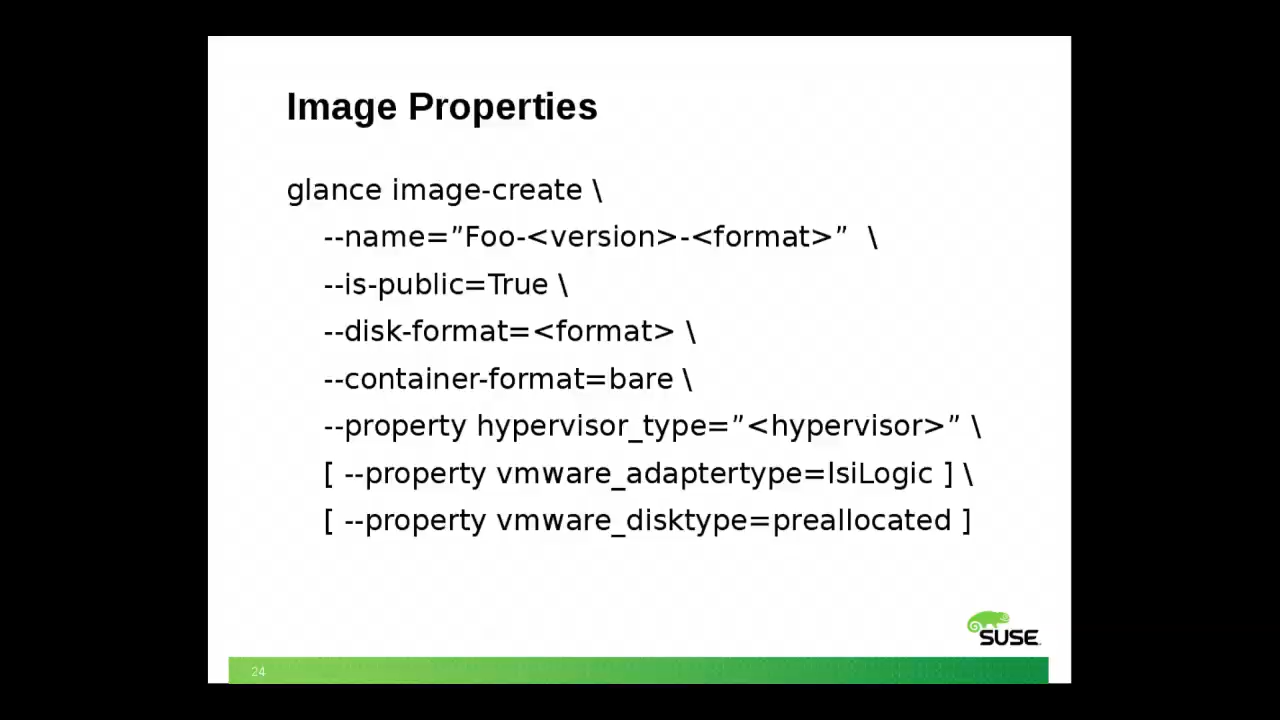 Image Properties
glance image-create \
--name=”Foo-<version>-<format>” \
--is-public=True \
--disk-format=<format> \
--container-format=bare \
--property hypervisor_type=”<hypervisor>” \
[ --property vmware_adaptertype=lsiLogic ] \
[ --property vmware_disktype=preallocated ]
SUSE
24